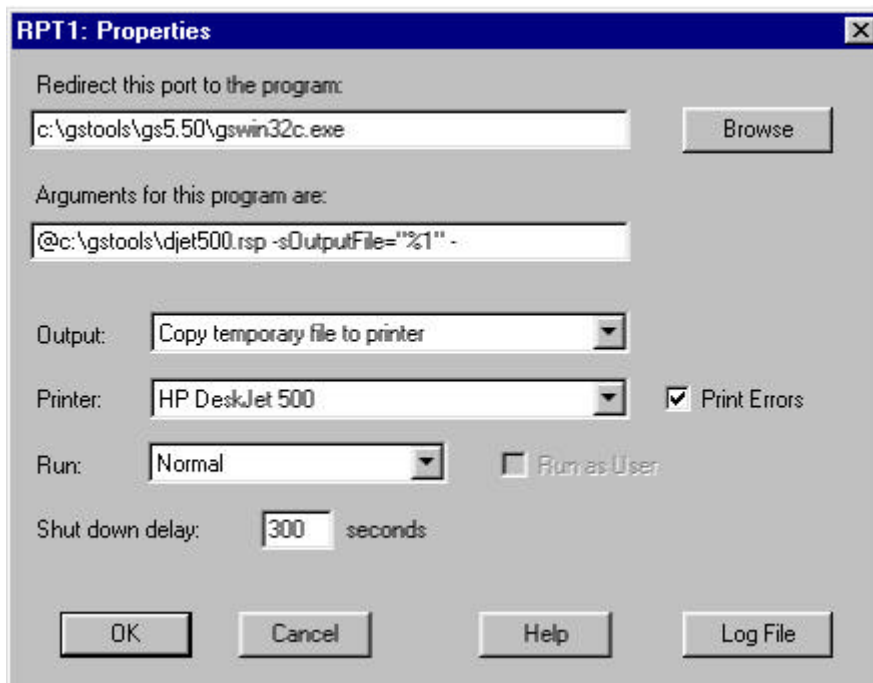 RPT1: Properties
Redirect this port to the program:
c:\gstools\gs5.50\gswin32c.exe
Browse
Arguments for this program are:
@c:\gstools\djet500.rsp -sOutputFile="%1" -
Output: Copy temporary file to printer
Printer: HP DeskJet 500 Print Errors
Run: Normal Run as User
Shut down delay: 300 seconds
OK Cancel Help Log File